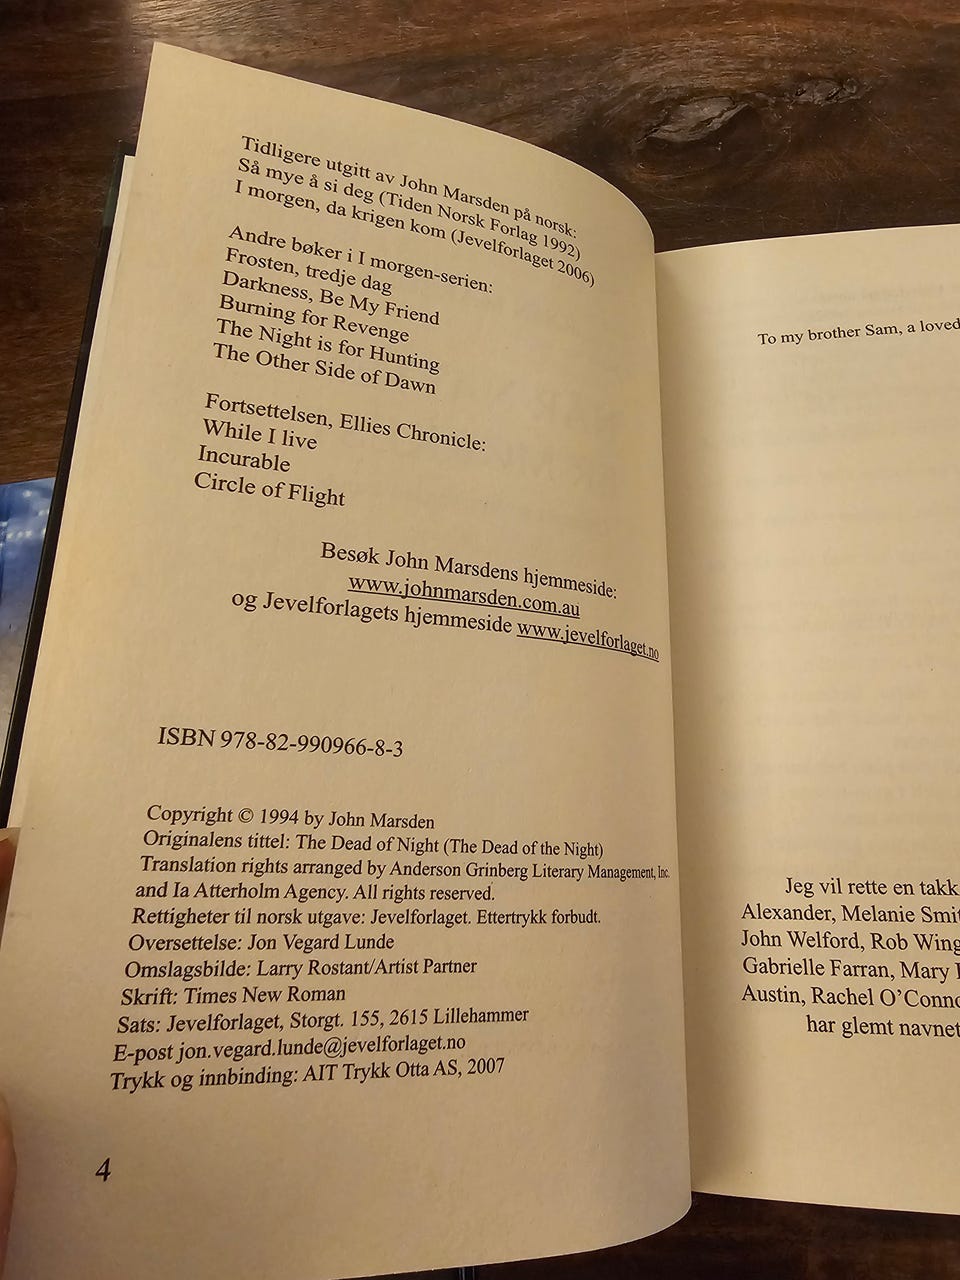 Tidligere utgitt av John Marsden på norsk:
Så mye å si deg (Tiden Norsk Forlag 1992)
I morgen, da krigen kom (Jevelforlaget 2006)
Andre bøker i I morgen-serien:
Frosten, tredje dag
Darkness, Be My Friend
Burning for Revenge
The Night is for Hunting
The Other Side of Dawn
Fortsettelsen, Ellies Chronicle:
While I live
Incurable
Circle of Flight
Besøk John Marsdens hjemmeside:
www.johnmarsden.com.au
og Jevelforlagets hjemmeside www.jevelforlaget.no
ISBN 978-82-990966-8-3
Copyright © 1994 by John Marsden
Originalens tittel: The Dead of Night (The Dead of the Night)
Translation rights arranged by Anderson Grinberg Literary Management, Inc.
and Ia Atterholm Agency. All rights reserved.
Rettigheter til norsk utgave: Jevelforlaget. Ettertrykk forbudt.
Oversettelse: Jon Vegard Lunde
Omslagsbilde: Larry Rostant/Artist Partner
Skrift: Times New Roman
Sats: Jevelforlaget, Storgt. 155, 2615 Lillehammer
E-post jon.vegard.lunde@jevelforlaget.no
Trykk og innbinding: AIT Trykk Otta AS, 2007
4
To my brother Sam, a loved
Jeg vil rette en takk
Alexander, Melanie
John Welford, Rob
Gabrielle Farran, Mary
Austin, Rachel
har glemt navnet